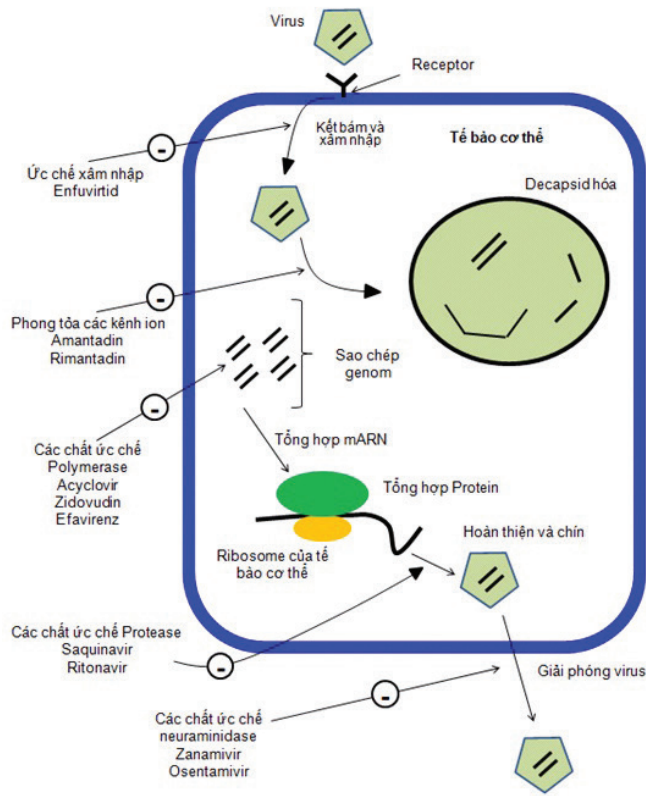 Virus
Receptor
Kết bám và
xâm nhập
Tế bào cơ thể
Ức chế xâm nhập
Enfuvirtid
Decapsid hóa
Phong tỏa các kênh ion
Amantadin
Rimantadin
Sao chép
genom
Các chất ức chế
Polymerase
Acyclovir
Zidovudin
Efavirenz
Tổng hợp mARN
Tổng hợp Protein
Ribosome của tế
bào cơ thể
Hoàn thiện và chín
Các chất ức chế Protease
Saquinavir
Ritonavir
Giải phóng virus
Các chất ức chế
neuraminidase
Zanamivir
Osentamivir